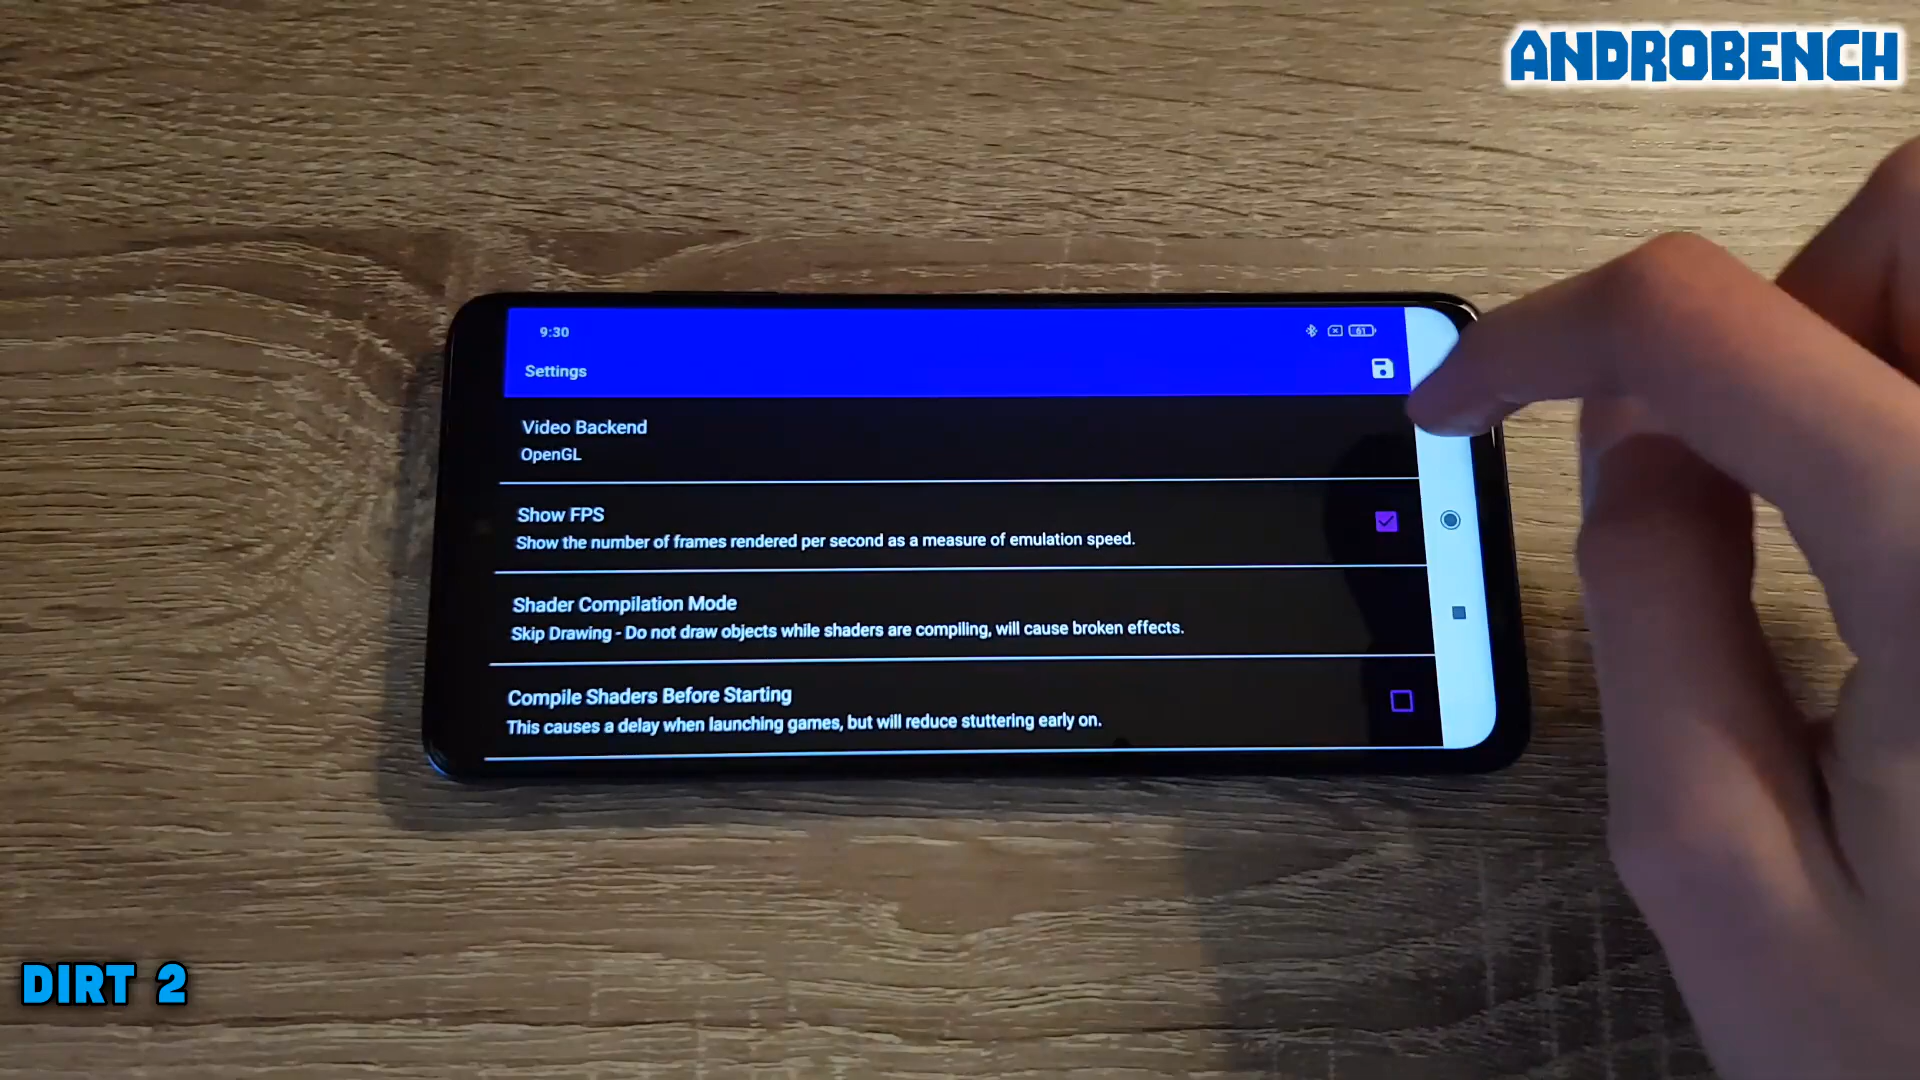 ANDROBENCH
9:30
61
Settings
Video Backend
OpenGL
Show FPS
Show the number of frames rendered per second as a measure of emulation speed.
Shader Compilation Mode
Skip Drawing - Do not draw objects while shaders are compiling, will cause broken effects.
Compile Shaders Before Starting
This causes a delay when launching games, but will reduce stuttering early on.
DIRT 2